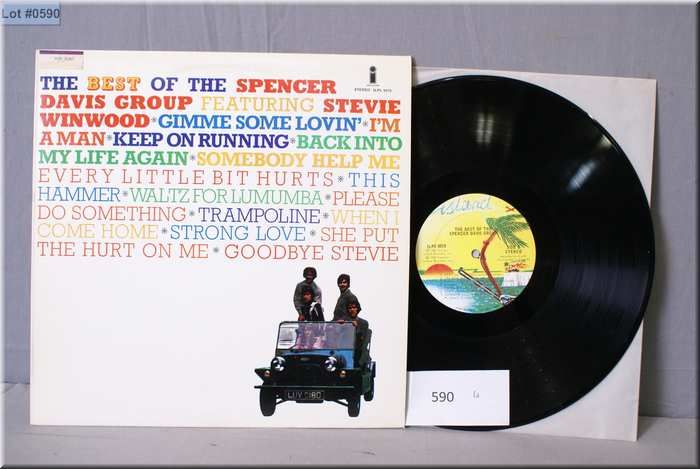 Lot #0590
THE BEST OF THE SPENCER
DAVIS GROUP FEATURING STEVIE
WINWOOD*GIMME SOME LOVIN'*I'M
A MAN*KEEP ON RUNNING*BACK INTO
MY LIFE AGAIN*SOMEBODY HELP ME
EVERY LITTLE BIT HURTS*THIS
HAMMER*WALTZ FOR LUMUMBA*PLEASE
DO SOMETHING*TRAMPOLINE*WHEN I
COME HOME*STRONG LOVE*SHE PUT
THE HURT ON ME*GOODBYE STEVIE
island
THE BEST OF THE
SPENCER DAVIS GROUP
STEREO
590